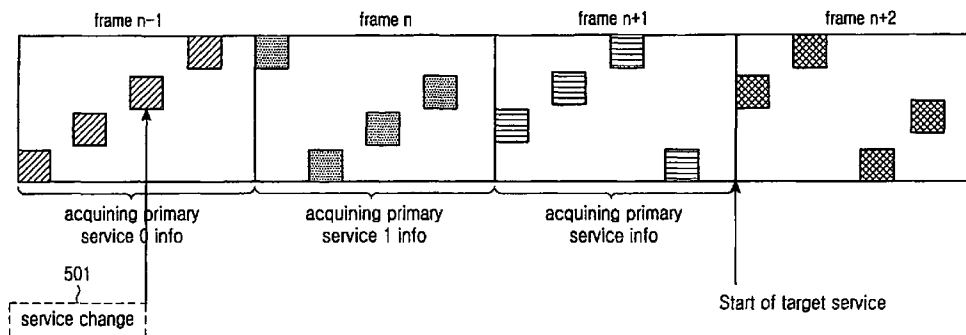 frame n-1
frame n
frame n+1
frame n+2
acquiring primary
service 0 info
acquiring primary
service 1 info
acquiring primary
service info
501
service change
Start of target service